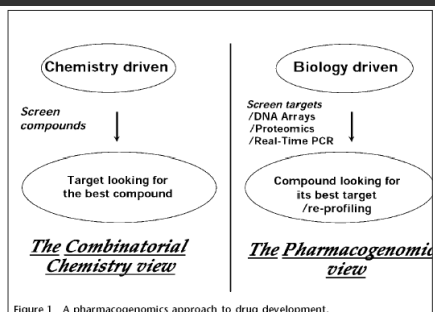 Chemistry driven
Screen
compounds
Target looking for
the best compound
The Combinatorial
Chemistry view
Biology driven
Screen targets
/DNA Arrays
/Proteomics
/Real-Time PCR
Compound looking for
its best target
/re-profiling
The Pharmacogenomic
view
Figure 1 A pharmacogenomics approach to drug development.